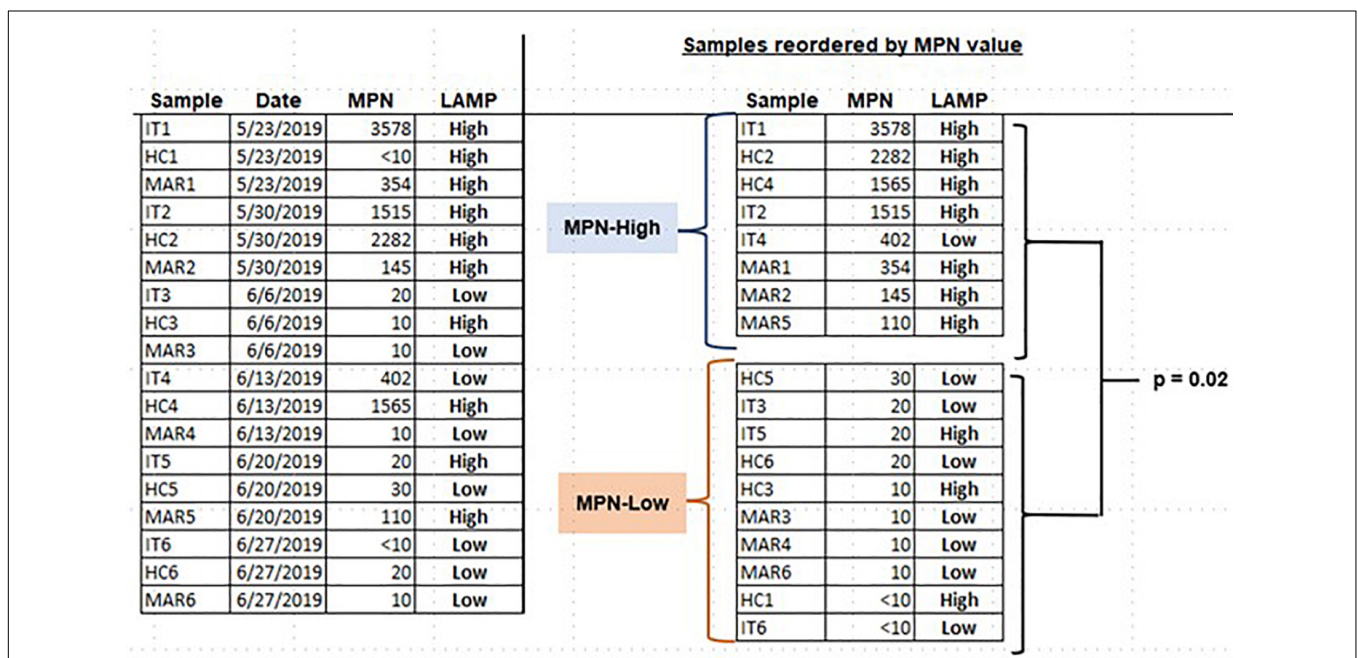 Samples reordered by MPN value
Sample Date MPN LAMP
IT1 5/23/2019 3578 High
HC1 5/23/2019 <10 High
MAR1 5/23/2019 354 High
IT2 5/30/2019 1515 High
HC2 5/30/2019 2282 High
MAR2 5/30/2019 145 High
IT3 6/6/2019 20 Low
HC3 6/6/2019 10 High
MAR3 6/6/2019 10 Low
IT4 6/13/2019 402 Low
HC4 6/13/2019 1565 High
MAR4 6/13/2019 10 Low
IT5 6/20/2019 20 High
HC5 6/20/2019 30 Low
MAR5 6/20/2019 110 High
IT6 6/27/2019 <10 Low
HC6 6/27/2019 20 Low
MAR6 6/27/2019 10 Low
MPN-High
MPN-Low
Sample MPN LAMP
IT1 3578 High
HC2 2282 High
HC4 1565 High
IT2 1515 High
IT4 402 Low
MAR1 354 High
MAR2 145 High
MAR5 110 High
HC5 30 Low
IT3 20 Low
IT5 20 High
HC6 20 Low
HC3 10 High
MAR3 10 Low
MAR4 10 Low
MAR6 10 Low
HC1 <10 High
IT6 <10 Low
p = 0.02